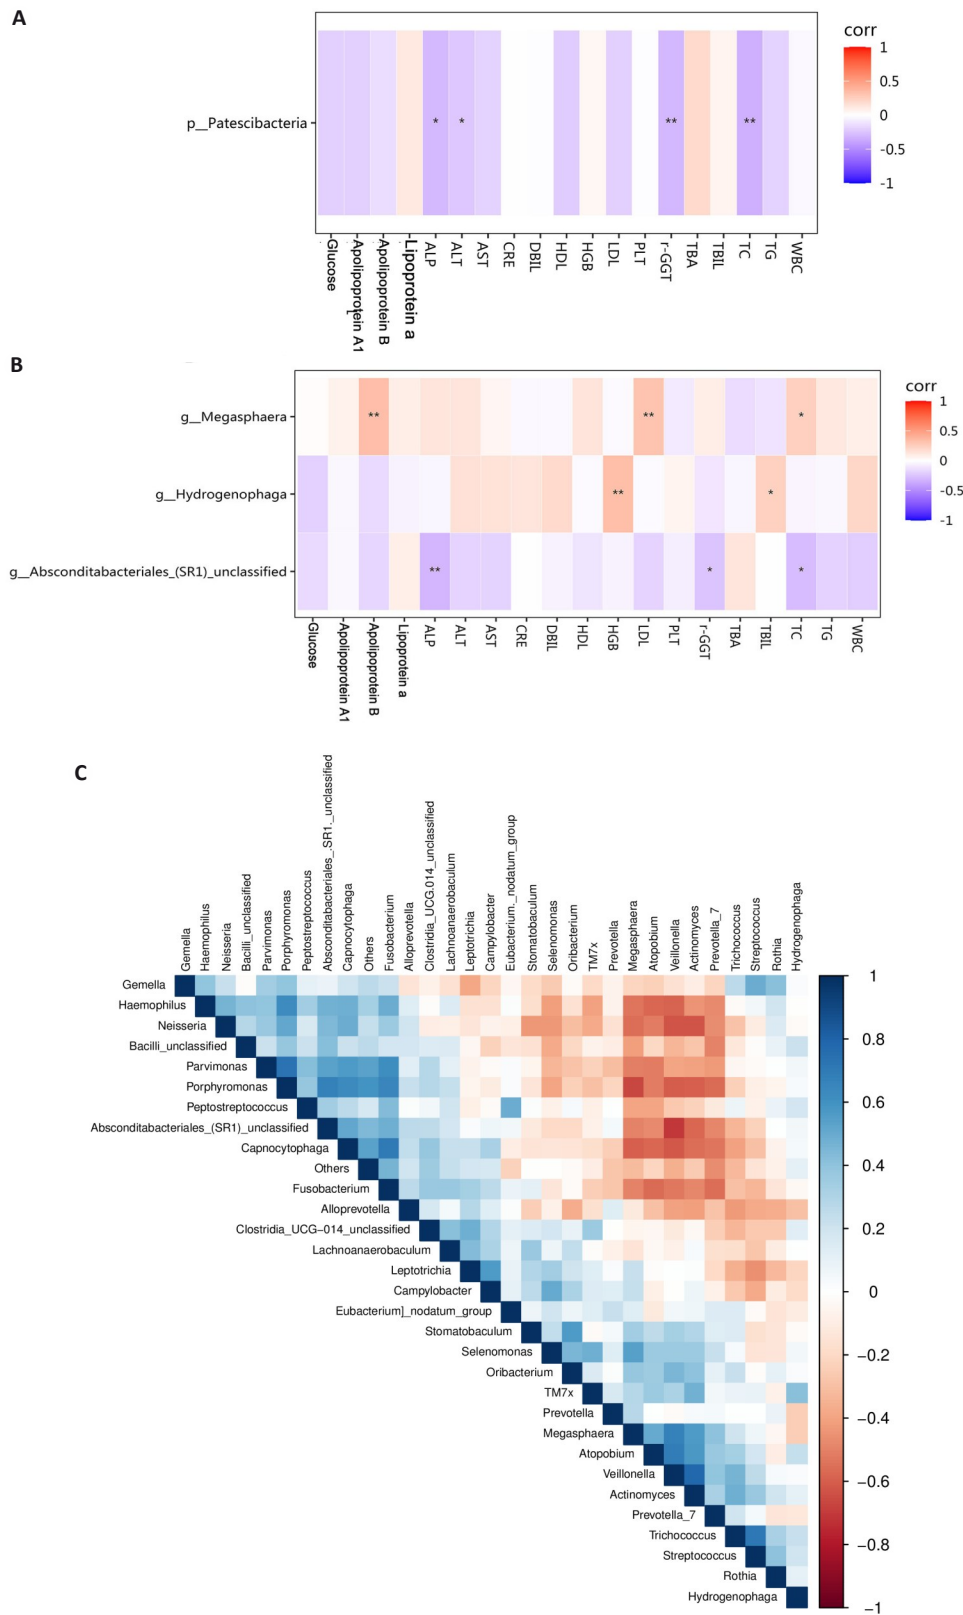 A
corr
1
0.5
0
-0.5
-1
p__Patescibacteria
* * ** **
Glucose
Apolipoprotein A1
Apolipoprotein B
Lipoprotein a
ALP
ALT
AST
CRE
DBIL
HDL
HGB
LDL
PLT
r-GGT
TBA
TBIL
TC
TG
WBC
B
corr
1
0.5
0
-0.5
-1
g__Megasphaera
** ** *
g__Hydrogenophaga
** *
g__Absconditabacteriales_(SR1)_unclassified
** * *
Glucose
Apolipoprotein A1
Apolipoprotein B
Lipoprotein a
ALP
ALT
AST
CRE
DBIL
HDL
HGB
LDL
PLT
r-GGT
TBA
TBIL
TC
TG
WBC
C
Gemella
Haemophilus
Neisseria
Bacilli_unclassified
Parvimonas
Porphyromonas
Peptostreptococcus
Absconditabacteriales_.SR1._unclassified
Capnocytophaga
Others
Fusobacterium
Alloprevotella
Clostridia_UCG.014_unclassified
Lachnoanaerobaculum
Leptotrichia
Campylobacter
Eubacterium._nodatum_group
Stomatobaculum
Selenomonas
Oribacterium
TM7x
Prevotella
Megasphaera
Atopobium
Veillonella
Actinomyces
Prevotella_7
Trichococcus
Streptococcus
Rothia
Hydrogenophaga
Gemella
Haemophilus
Neisseria
Bacilli_unclassified
Parvimonas
Porphyromonas
Peptostreptococcus
Absconditabacteriales_(SR1)_unclassified
Capnocytophaga
Others
Fusobacterium
Alloprevotella
Clostridia_UCG−014_unclassified
Lachnoanaerobaculum
Leptotrichia
Campylobacter
Eubacterium]_nodatum_group
Stomatobaculum
Selenomonas
Oribacterium
TM7x
Prevotella
Megasphaera
Atopobium
Veillonella
Actinomyces
Prevotella_7
Trichococcus
Streptococcus
Rothia
Hydrogenophaga
1
0.8
0.6
0.4
0.2
0
−0.2
−0.4
−0.6
−0.8
−1